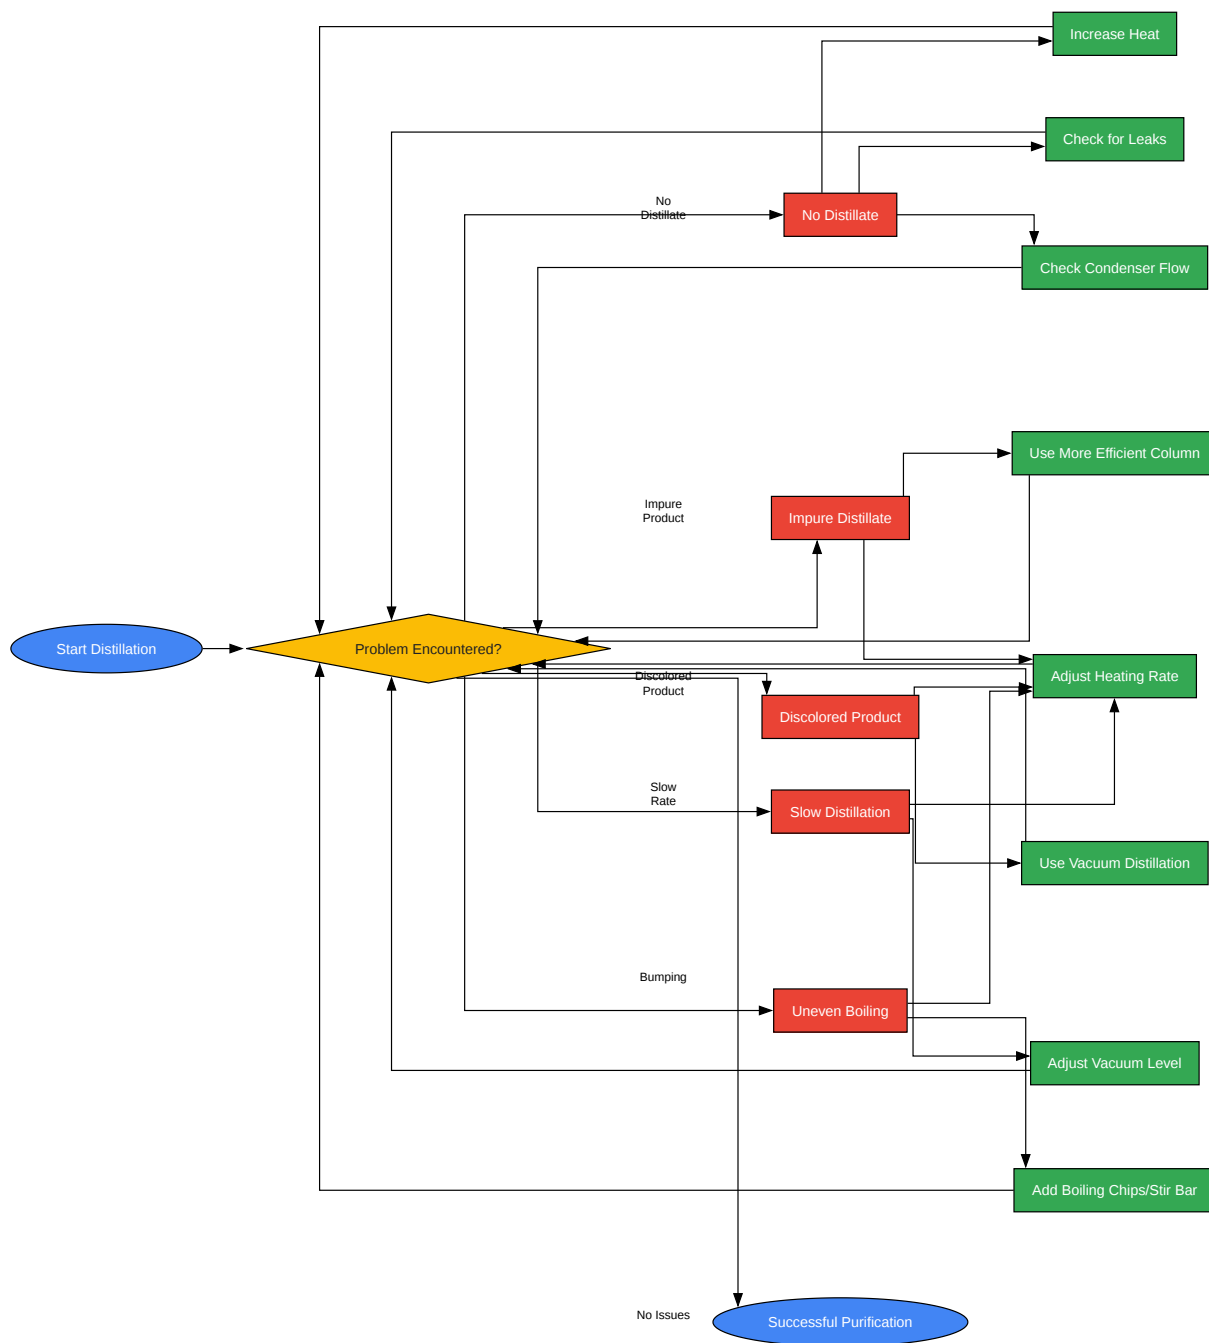 Increase Heat
Check for Leaks
No
Distillate
No Distillate
Check Condenser Flow
Use More Efficient Column
Impure
Product
Impure Distillate
Start Distillation
Problem Encountered?
Discolored
Product
Adjust Heating Rate
Discolored Product
Slow
Rate
Slow Distillation
Use Vacuum Distillation
Bumping
Uneven Boiling
Adjust Vacuum Level
Add Boiling Chips/Stir Bar
No Issues
Successful Purification